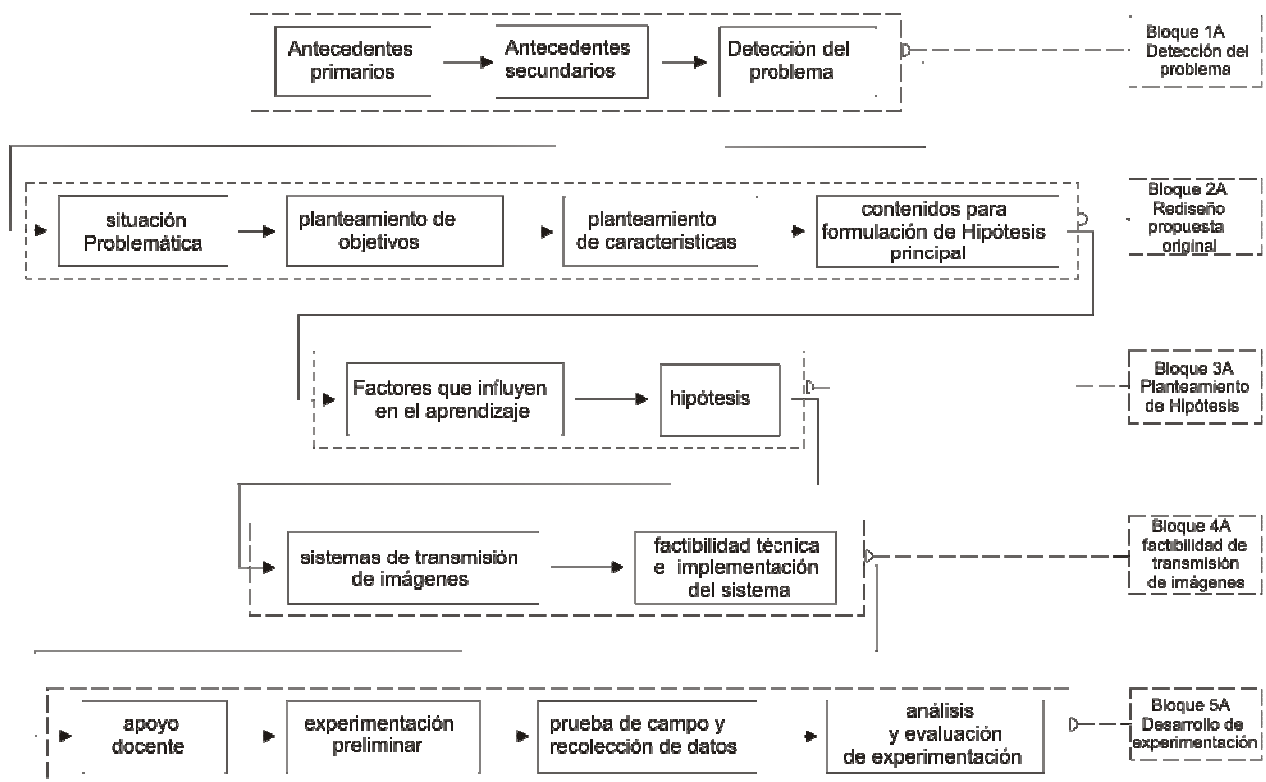 Antecedentes
primarios
Antecedentes
secundarios
Detección del
problema
Bloque 1A
Detección del
problema
situación
Problemática
planteamiento de
objetivos
planteamiento
de características
contenidos para
formulación de Hipótesis
principal
Bloque 2A
Rediseño
propuesta
original
Factores que influyen
en el aprendizaje
hipótesis
Bloque 3A
Planteamiento
de Hipótesis
sistemas de transmisión
de imágenes
factibilidad técnica
e implementación
del sistema
Bloque 4A
factibilidad de
transmisión
de imágenes
apoyo
docente
experimentación
preliminar
prueba de campo y
recolección de datos
análisis
y evaluación
de experimentación
Bloque 5A
Desarrollo de
experimentación